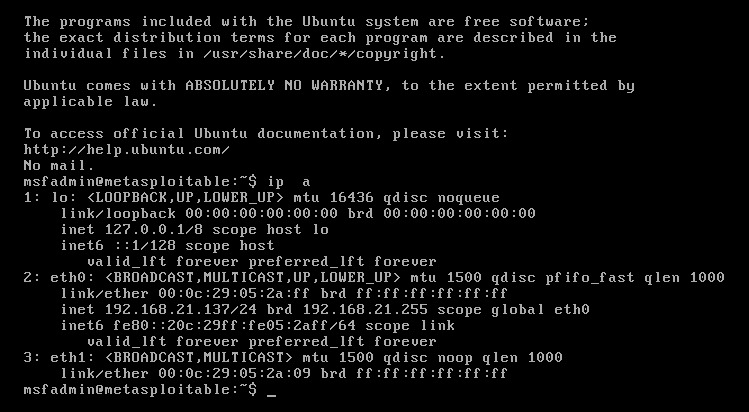 The programs included with the Ubuntu system are free software;
the exact distribution terms for each program are described in the
individual files in /usr/share/doc/*/copyright.
Ubuntu comes with ABSOLUTELY NO WARRANTY, to the extent permitted by
applicable law.
To access official Ubuntu documentation, please visit:
http://help.ubuntu.com/
No mail.
msfadmin@metasploitable:~$ ip  a
1: lo: <LOOPBACK,UP,LOWER_UP> mtu 16436 qdisc noqueue
    link/loopback 00:00:00:00:00:00 brd 00:00:00:00:00:00
    inet 127.0.0.1/8 scope host lo
    inet6 ::1/128 scope host
       valid_lft forever preferred_lft forever
2: eth0: <BROADCAST,MULTICAST,UP,LOWER_UP> mtu 1500 qdisc pfifo_fast qlen 1000
    link/ether 00:0c:29:05:2a:ff brd ff:ff:ff:ff:ff:ff
    inet 192.168.21.137/24 brd 192.168.21.255 scope global eth0
    inet6 fe80::20c:29ff:fe05:2aff/64 scope link
       valid_lft forever preferred_lft forever
3: eth1: <BROADCAST,MULTICAST> mtu 1500 qdisc noop qlen 1000
    link/ether 00:0c:29:05:2a:09 brd ff:ff:ff:ff:ff:ff
msfadmin@metasploitable:~$ _